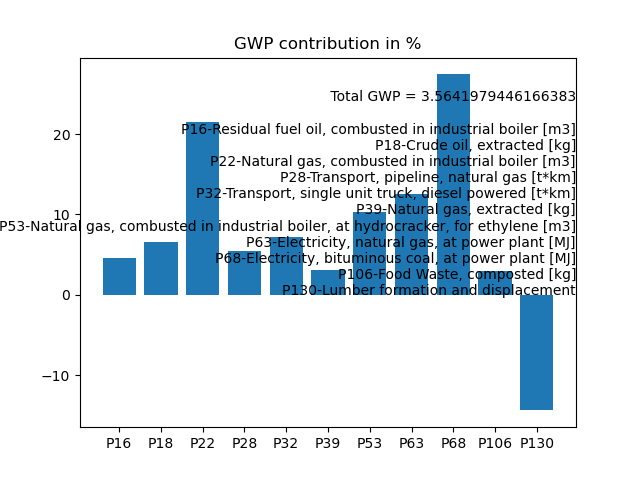 GWP contribution in %
Total GWP = 3.5641979446166383
20
P16-Residual fuel oil, combusted in industrial boiler [m3]
P18-Crude oil, extracted [kg]
P22-Natural gas, combusted in industrial boiler [m3]
P28-Transport, pipeline, natural gas [t*km]
P32-Transport, single unit truck, diesel powered [t*km]
10
P39-Natural gas, extracted [kg]
P53-Natural gas, combusted in industrial boiler, at hydrocracker, for ethylene [m3]
P63-Electricity, natural gas, at power plant [MJ]
P68-Electricity, bituminous coal, at power plant [MJ]
P106-Food Waste, composted [kg]
0
P130-Lumber formation and displacement
−10
P16 P18 P22 P28 P32 P39 P53 P63 P68 P106 P130